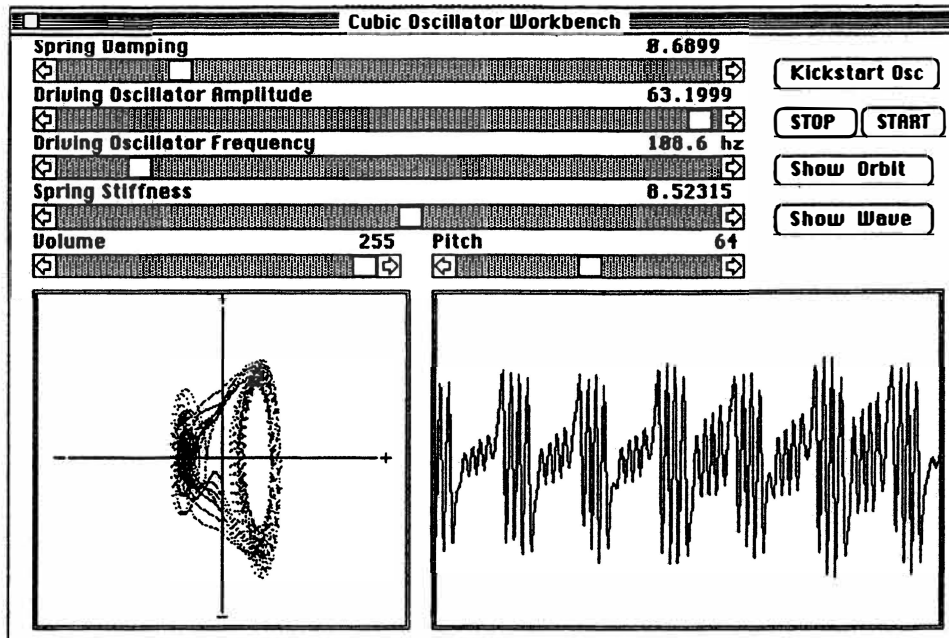 Cubic Oscillator Workbench
Spring Damping 8.6899
Kickstart Osc
Driving Oscillator Amplitude 63.1999
STOP START
Driving Oscillator Frequency 188.6 hz
Show Orbit
Spring Stiffness 8.52315
Show Wave
Volume 255 Pitch 64
+
- +
-